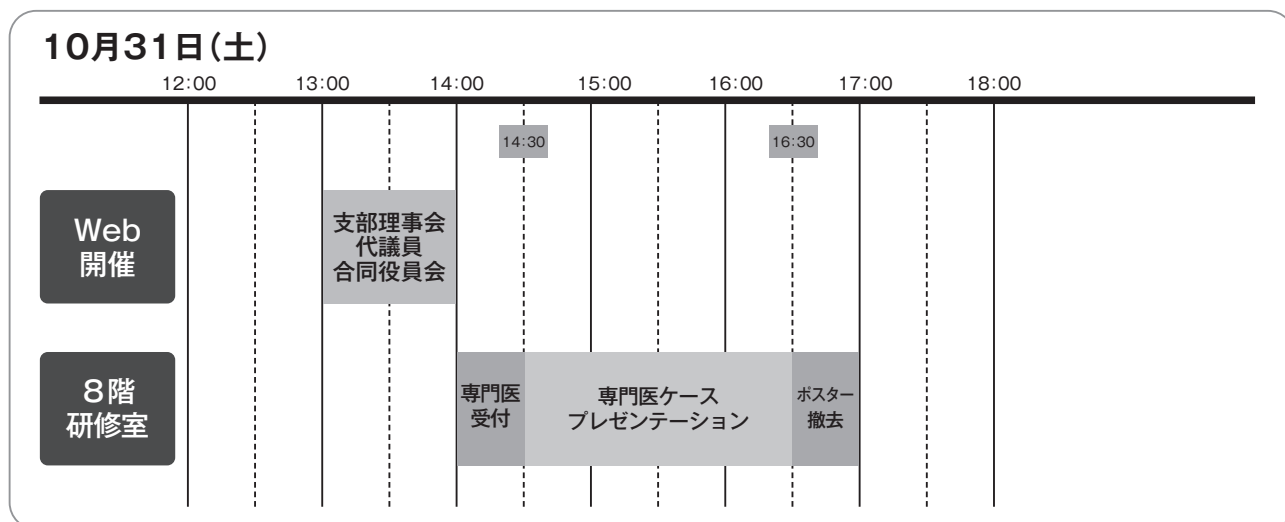 10月31日(土)
12:00 13:00 14:00 15:00 16:00 17:00 18:00
14:30 16:30
Web
開催
支部理事会
代議員
合同役員会
8階
研修室
専門医
受付
専門医ケース
プレゼンテーション
ポスター
撤去